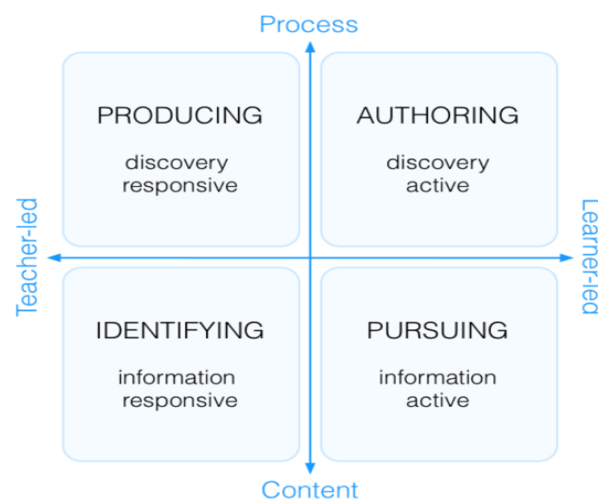 Process
PRODUCING
discovery
responsive
AUTHORING
discovery
active
Teacher-led
Learner-led
IDENTIFYING
information
responsive
PURSUING
information
active
Content